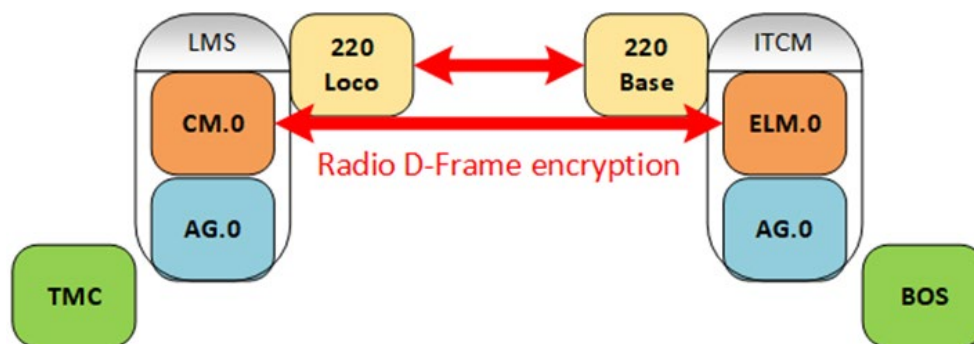 LMS
220
Loco
220
Base
ITCM
CM.0
ELM.0
Radio D-Frame encryption
AG.0
AG.0
TMC
BOS